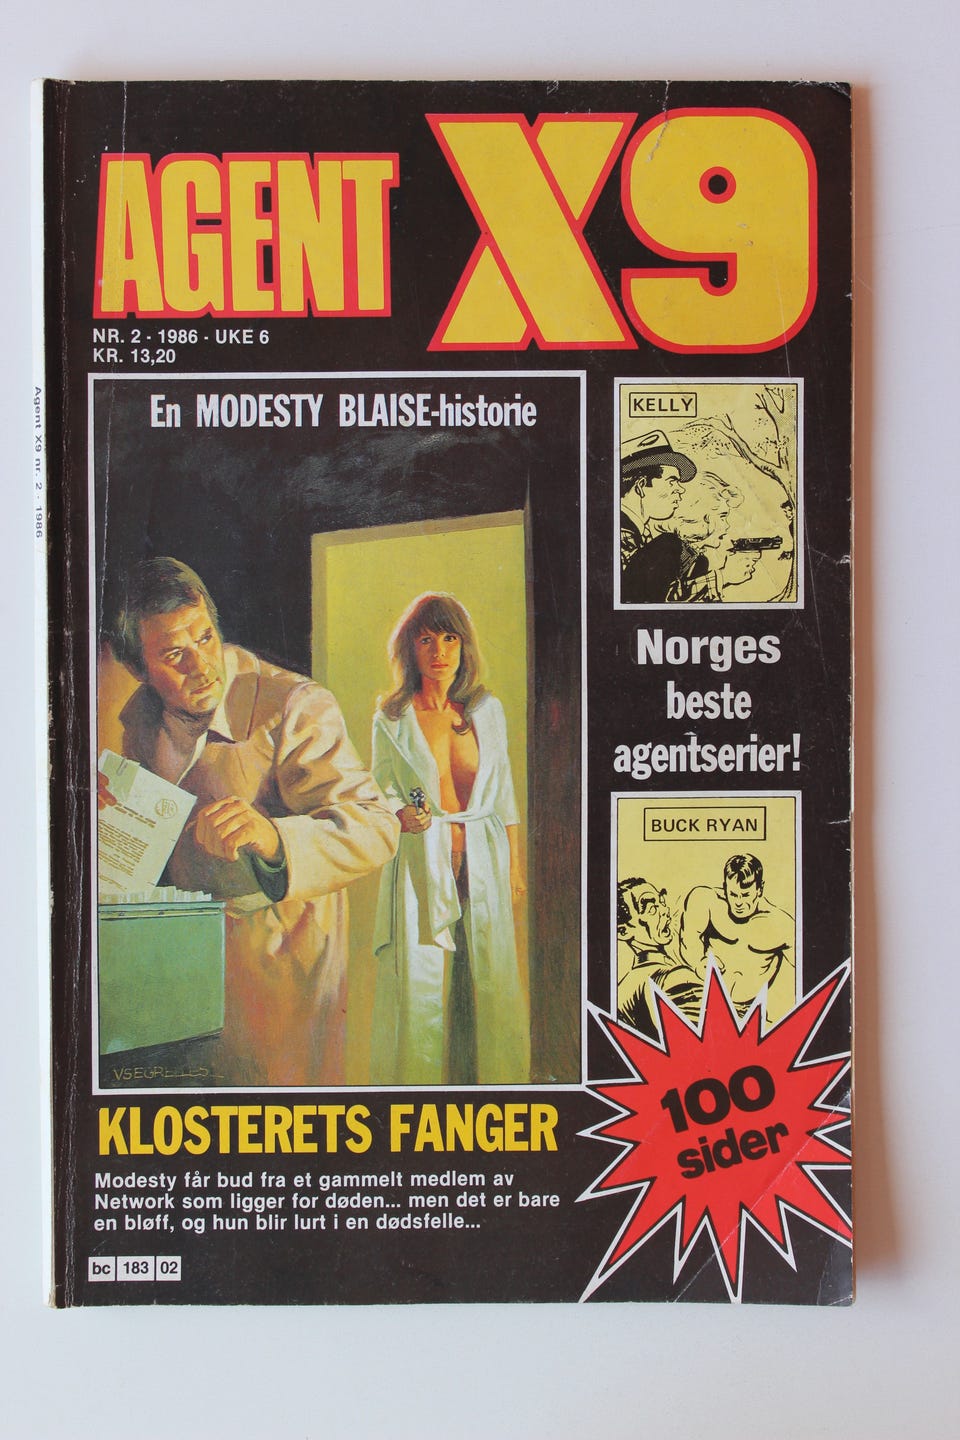 AGENT X9
NR. 2 - 1986 - UKE 6
KR. 13,20
Agent X9 nr. 2 - 1986
En MODESTY BLAISE-historie
KELLY
Norges
beste
agentserier!
BUCK RYAN
VSEGRELLES
KLOSTERETS FANGER
Modesty får bud fra et gammelt medlem av
Network som ligger for døden... men det er bare
en bløff, og hun blir lurt i en dødsfelle...
100
sider
bc 183 02